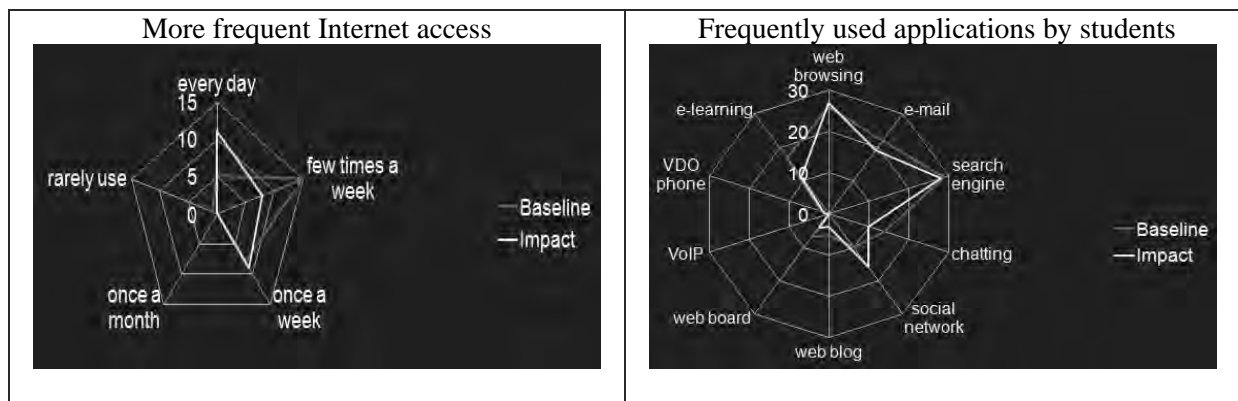 More frequent Internet access
every day
15
10
5
0
rarely use
few times a
week
once a
month
once a
week
Baseline
Impact
Frequently used applications by students
web
browsing
30
20
10
0
e-learning
e-mail
VDO
phone
search
engine
VoIP
chatting
web board
social
network
web blog
Baseline
Impact